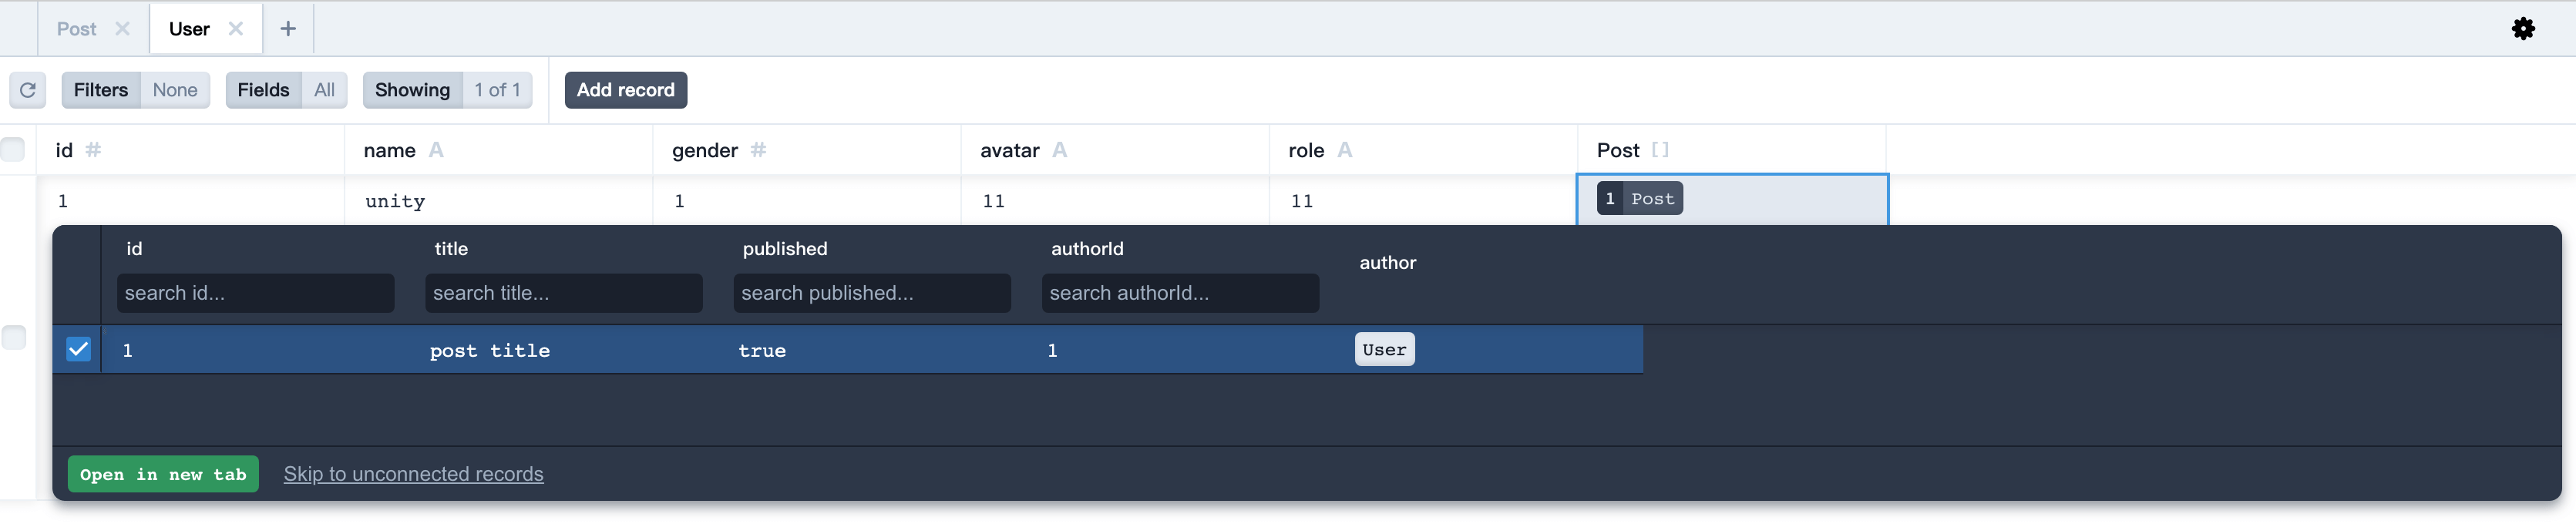 Post User +
Filters None Fields All Showing 1 of 1 Add record
id # name A gender # avatar A role A Post []
1 unity 1 11 11 1 Post
id title published authorId author
search id... search title... search published... search authorId...
1 post title true 1 User
Open in new tab Skip to unconnected records